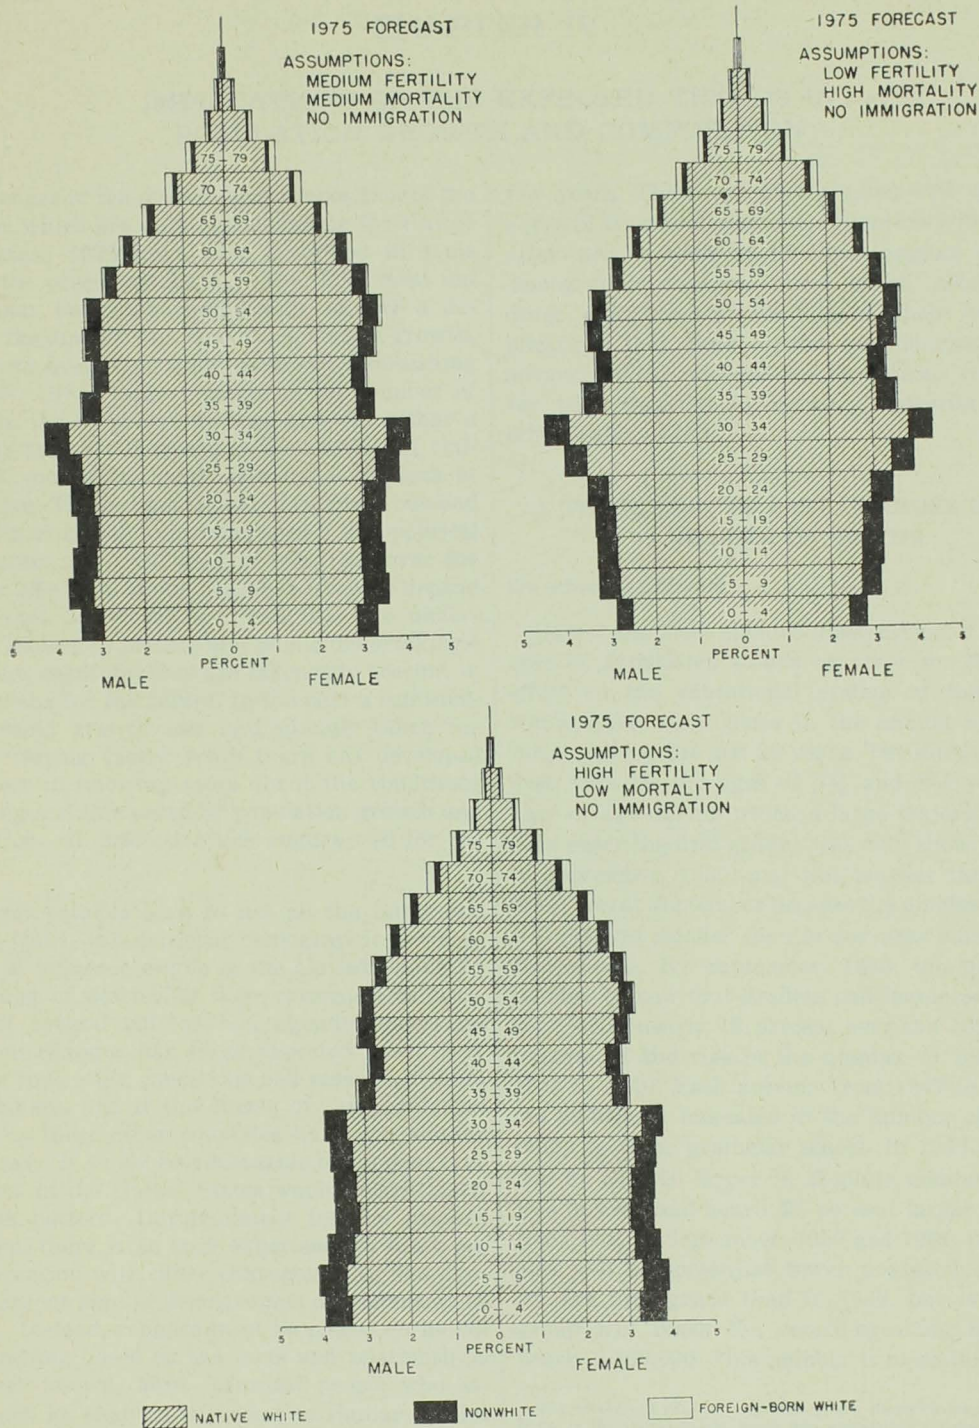 1975 FORECAST
ASSUMPTIONS:
MEDIUM FERTILITY
MEDIUM MORTALITY
NO IMMIGRATION
75 - 79
70 - 74
65 - 69
60 - 64
55 - 59
50 - 54
45 - 49
40 - 44
35 - 39
30 - 34
25 - 29
20 - 24
15 - 19
10 - 14
5 - 9
0 - 4
5 4 3 2 1 0 1 2 3 4 5
PERCENT
MALE FEMALE
1975 FORECAST
ASSUMPTIONS:
LOW FERTILITY
HIGH MORTALITY
NO IMMIGRATION
75 - 79
70 - 74
65 - 69
60 - 64
55 - 59
50 - 54
45 - 49
40 - 44
35 - 39
30 - 34
25 - 29
20 - 24
15 - 19
10 - 14
5 - 9
0 - 4
5 4 3 2 1 0 1 2 3 4 5
PERCENT
MALE FEMALE
1975 FORECAST
ASSUMPTIONS:
HIGH FERTILITY
LOW MORTALITY
NO IMMIGRATION
75 - 79
70 - 74
65 - 69
60 - 64
55 - 59
50 - 54
45 - 49
40 - 44
35 - 39
30 - 34
25 - 29
20 - 24
15 - 19
10 - 14
5 - 9
0 - 4
5 4 3 2 1 0 1 2 3 4 5
PERCENT
MALE FEMALE
NATIVE WHITE NONWHITE FOREIGN-BORN WHITE